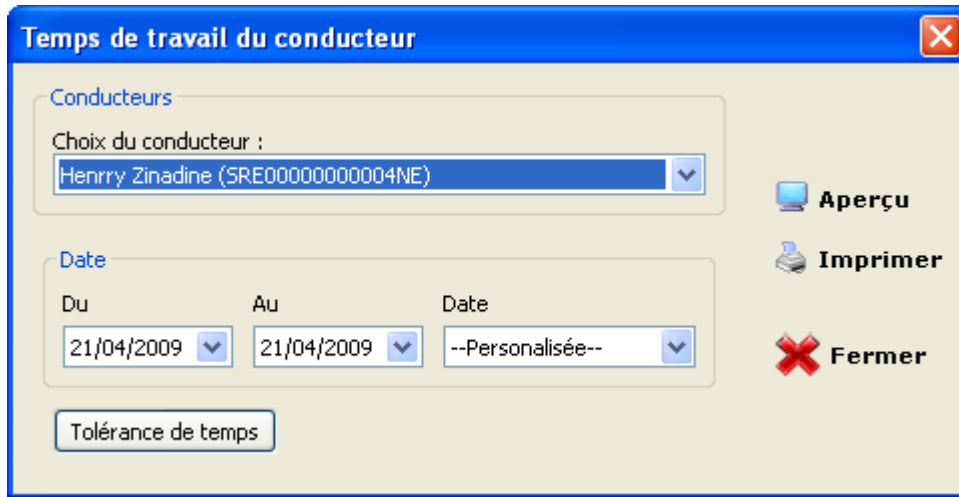 Temps de travail du conducteur
Conducteurs
Choix du conducteur :
Henrry Zinadine (SRE00000000004NE)
Aperçu
Imprimer
Fermer
Date
Du Au Date
21/04/2009 21/04/2009 --Personalisée--
Tolérance de temps